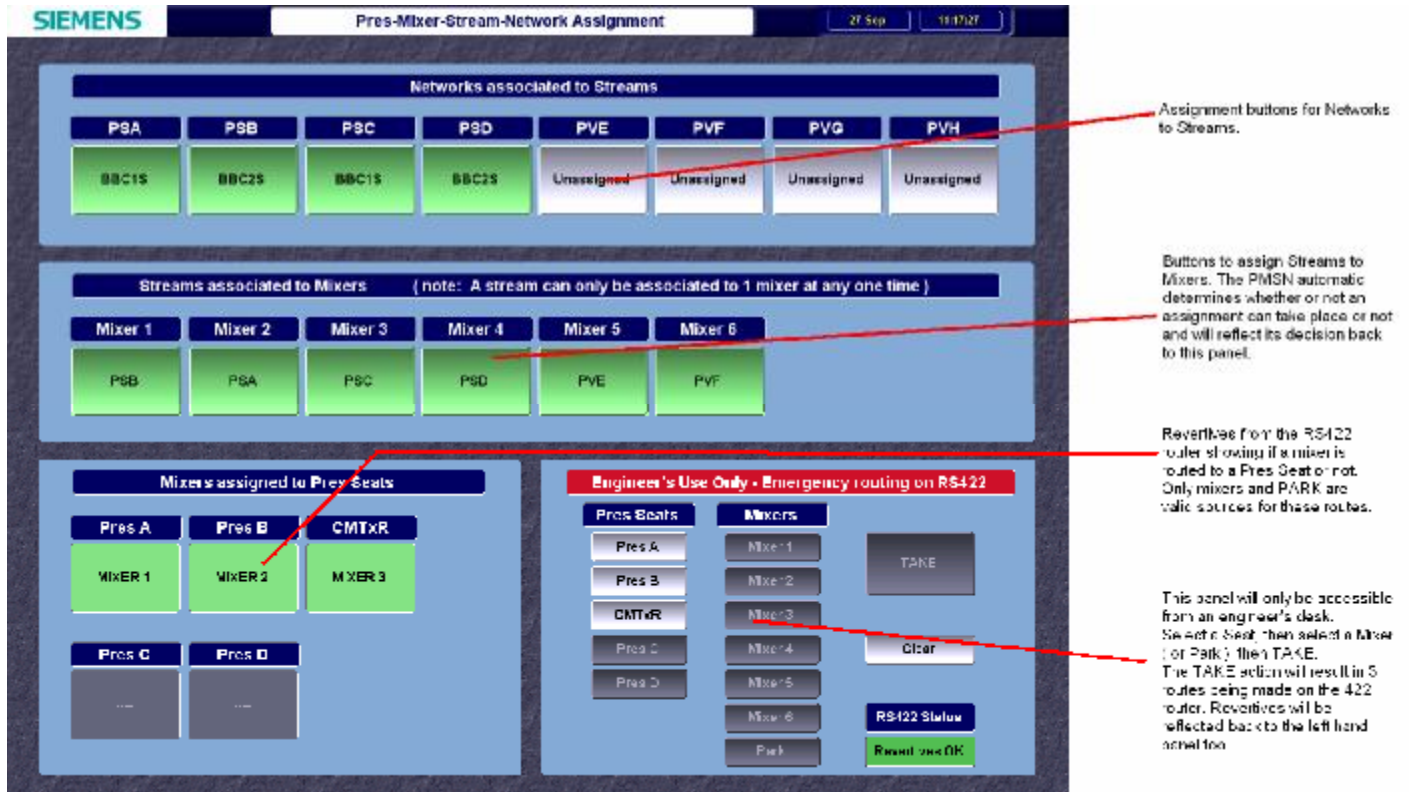 SIEMENS
Pres-Mixer-Stream-Network Assignment
27 Sep
Networks associated to Streams
PSA PSB PSC PSD PVE PVF PVG PVH
BBC1S BBC2S BBC1S BBC2S Unassigned Unassigned Unassigned Unassigned
Streams associated to Mixers ( note: A stream can only be associated to 1 mixer at any one time )
Mixer 1 Mixer 2 Mixer 3 Mixer 4 Mixer 5 Mixer 6
PSB PSA PSC PSD PVE PVF
Mixers assigned to Pres Seats
Pres A Pres B CMTxR
MIxER 1 MIxER 2 MIXER 3
Pres C Pres D
---- ----
Engineer's Use Only - Emergency routing on RS422
Pres Seats Mixers
Pres A Mixer 1 TAKE
Pres B Mixer 2
CMTxR Mixer 3
Pres C Mixer 4 Clear
Pres D Mixer 5
Mixer 6 RS422 Status
Park Revertives OK
Assignment buttons for Networks
to Streams.
Buttons to assign Streams to
Mixers. The PMSN automatic
determines whether or not an
assignment can take place or not
and will reflect its decision back
to this panel.
Revertives from the RS422
router showing if a mixer is
routed to a Pres Seat or not.
Only mixers and PARK are
valid sources for these routes.
This panel will only be accessible
from an engineer's desk.
Select a Seat, then select a Mixer
( or Park ) then TAKE.
The TAKE action will result in 3
routes being made on the 422
router. Revertives will be
reflected back to the left hand
panel too